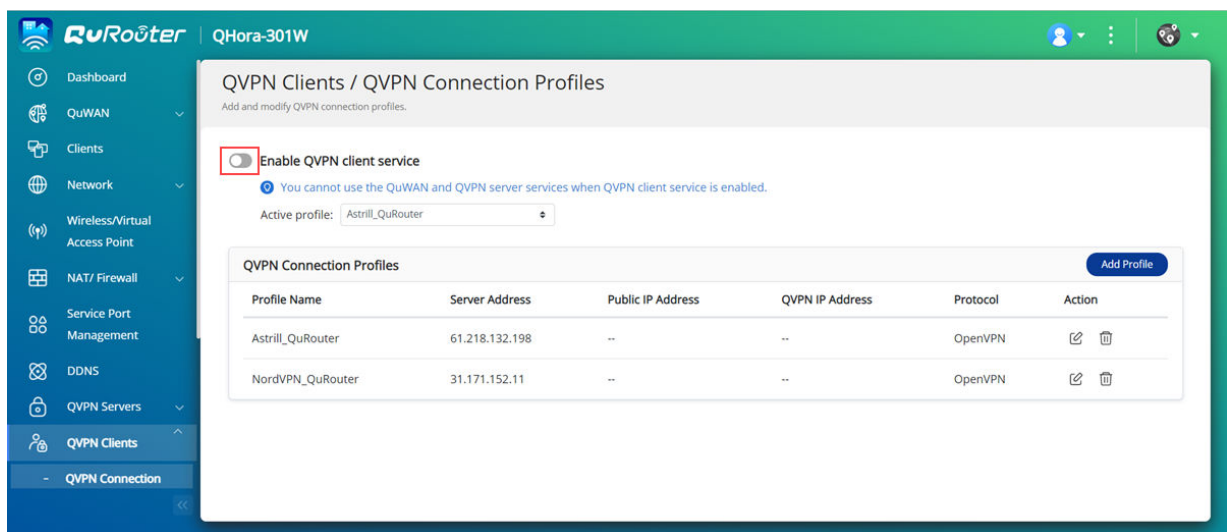 QuRoöter | QHora-301W
Dashboard
QuWAN
Clients
Network
Wireless/Virtual
Access Point
NAT/ Firewall
Service Port
Management
DDNS
QVPN Servers
QVPN Clients
- QVPN Connection
QVPN Clients / QVPN Connection Profiles
Add and modify QVPN connection profiles.
Enable QVPN client service
You cannot use the QuWAN and QVPN server services when QVPN client service is enabled.
Active profile: Astrill_QuRouter
QVPN Connection Profiles Add Profile
Profile Name Server Address Public IP Address QVPN IP Address Protocol Action
Astrill_QuRouter 61.218.132.198 -- -- OpenVPN
NordVPN_QuRouter 31.171.152.11 -- -- OpenVPN